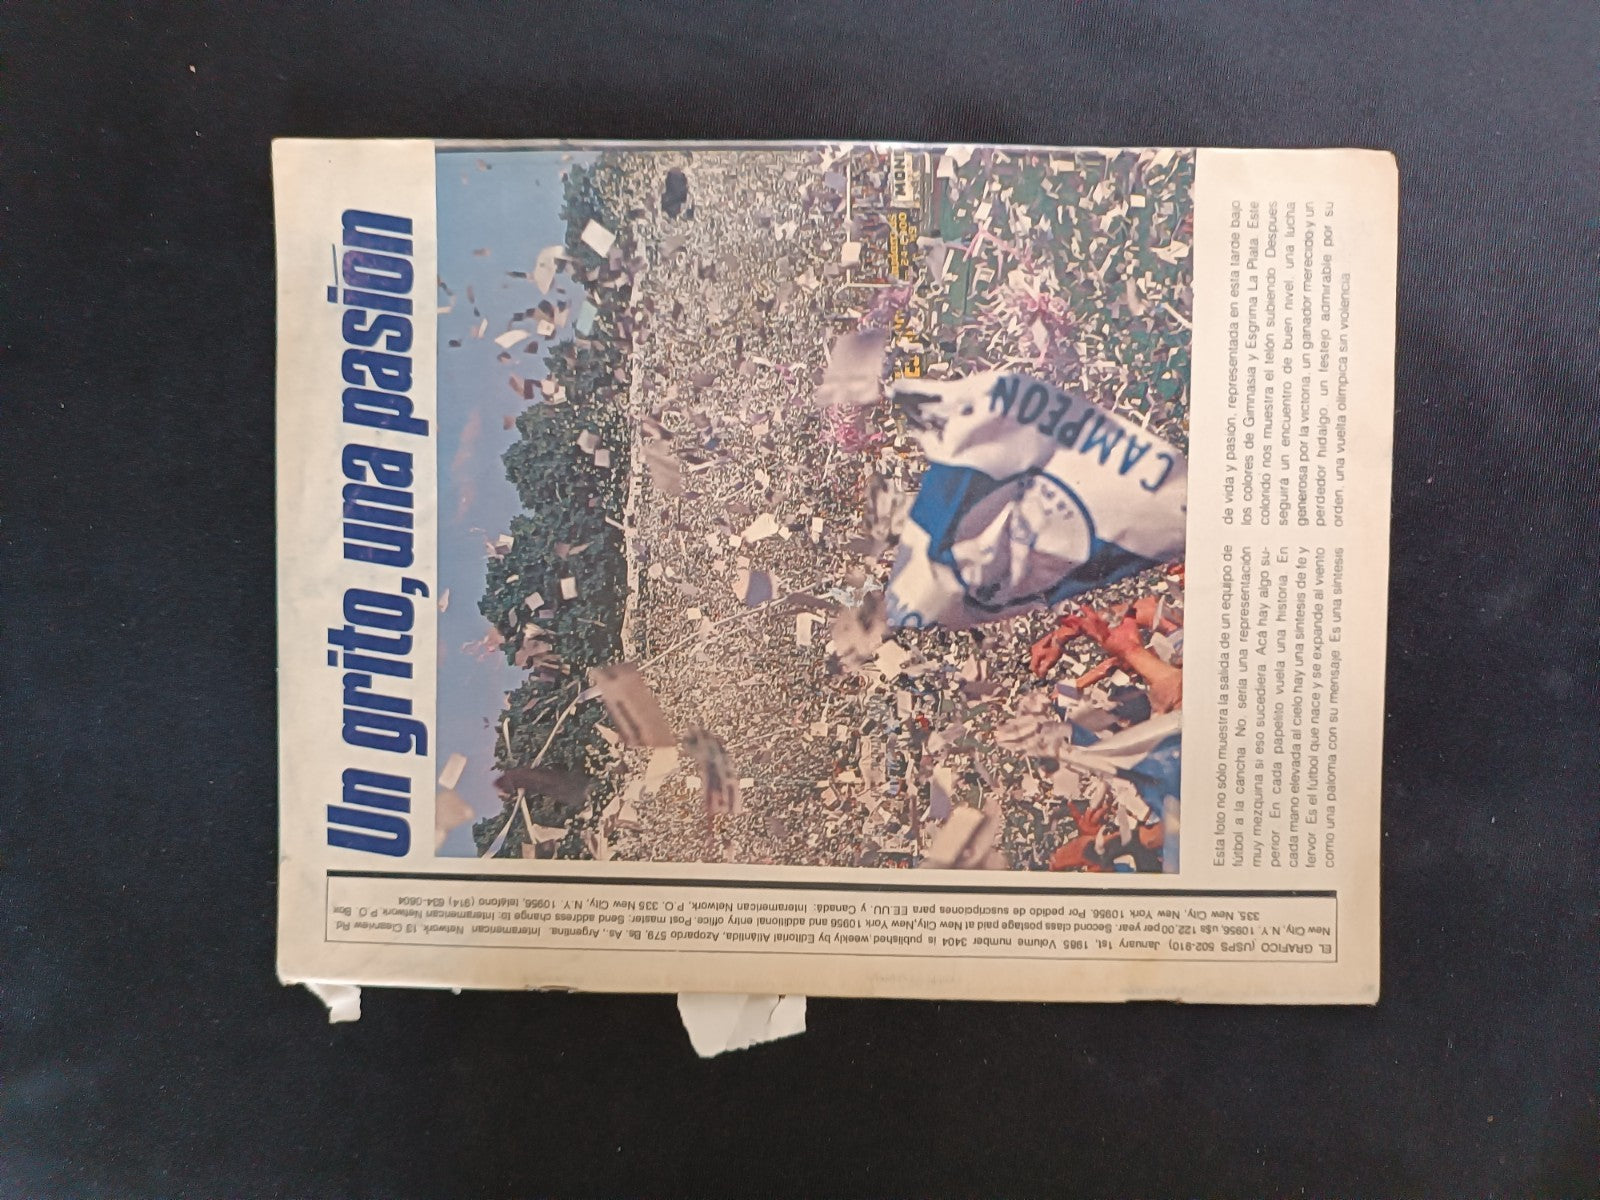 Un grito, una pasion
MONU
CAMPEON
LA PLATA
Esta foto no sólo muestra la salida de un equipo de
fútbol a la cancha No sería una representación
muy mezquina si eso sucediera Acá hay algo su-
perior En cada papelito vuela una historia En
cada mano elevada al cielo hay una síntesis de fe y
fervor Es el fútbol que nace y se expande al viento
como una paloma con su mensaje Es una síntesis
de vida y pasión, representada en esta tarde bajo
los colores de Gimnasia y Esgrima La Plata. Este
colorido nos muestra el telón subiendo Despues
seguirá un encuentro de buen nivel, una lucha
generosa por la victoria, un ganador merecido y un
perdedor hidalgo, un festejo admirable por su
orden, una vuelta olímpica sin violencia
EL GRAFICO (USPS 502-910) January 1st, 1985 Volume number 3404 is published weekly by Editorial Atlántida, Azopardo 579, Bs. As., Argentina. Interamerican Network 13 Clearview Rd.
New City, N.Y. 10956, u$s 122,00 per year. Second class postage paid at New City, New York 10956 and additional entry office. Post master: Send address change to: Interamerican Network P.O. Box
335, New City, New York 10956. Por pedido de suscripciones para EE.UU. y Canadá: Interamerican Network, P.O. 335 New City, N.Y. 10956, teléfono (914) 634-0604